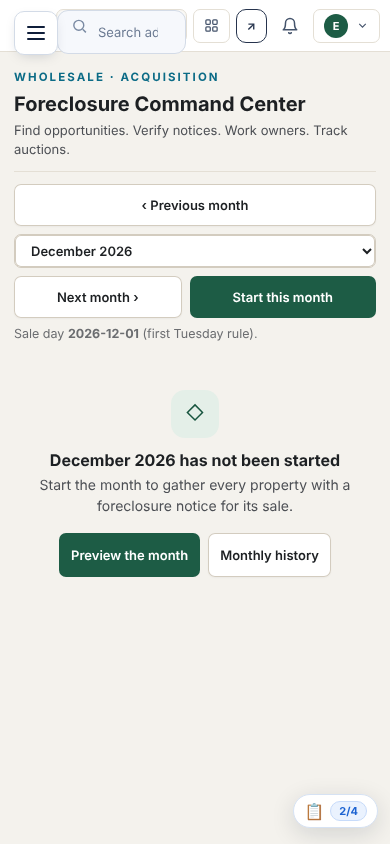 Search ad
E
WHOLESALE · ACQUISITION
Foreclosure Command Center
Find opportunities. Verify notices. Work owners. Track
auctions.
‹ Previous month
December 2026
Next month ›
Start this month
Sale day 2026-12-01 (first Tuesday rule).
December 2026 has not been started
Start the month to gather every property with a
foreclosure notice for its sale.
Preview the month
Monthly history
2/4